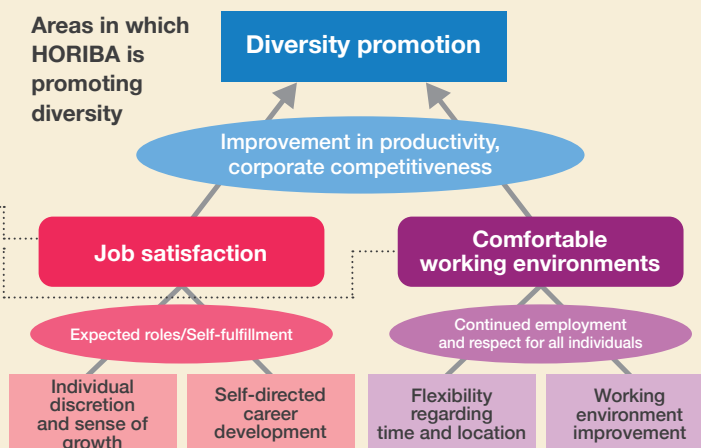 Areas in which
HORIBA is
promoting
diversity
Diversity promotion
Improvement in productivity,
corporate competitiveness
Job satisfaction
Comfortable
working environments
Expected roles/Self-fulfillment
Continued employment
and respect for all individuals
Individual
discretion
and sense of
growth
Self-directed
career
development
Flexibility
regarding
time and location
Working
environment
improvement